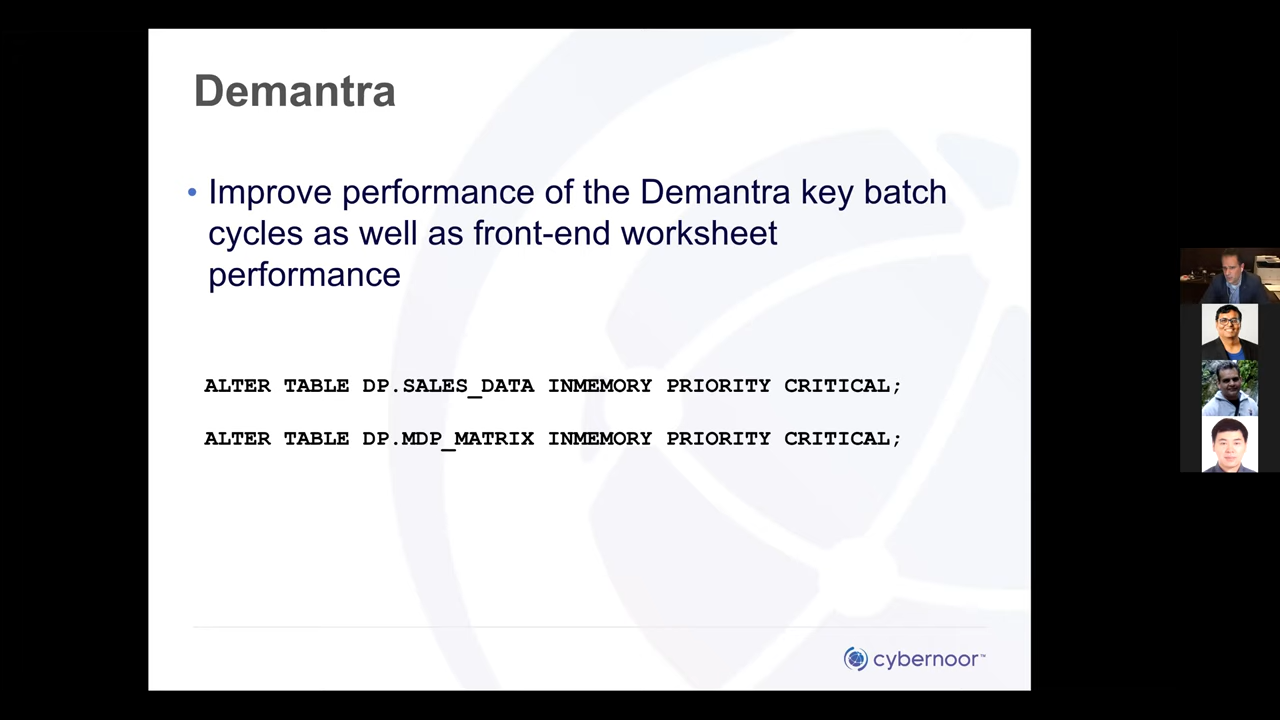 Demantra
• Improve performance of the Demantra key batch
cycles as well as front-end worksheet
performance
ALTER TABLE DP.SALES_DATA INMEMORY PRIORITY CRITICAL;
ALTER TABLE DP.MDP_MATRIX INMEMORY PRIORITY CRITICAL;
cybernoor™